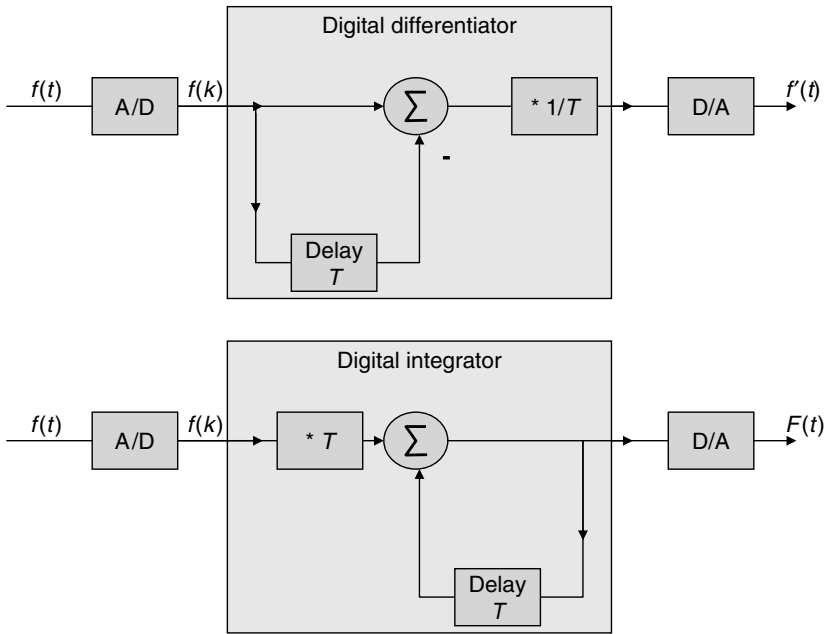 Digital differentiator
f(t)
A/D
f(k)
Σ
* 1/T
D/A
f'(t)
-
Delay
T
Digital integrator
f(t)
A/D
f(k)
* T
Σ
D/A
F(t)
Delay
T